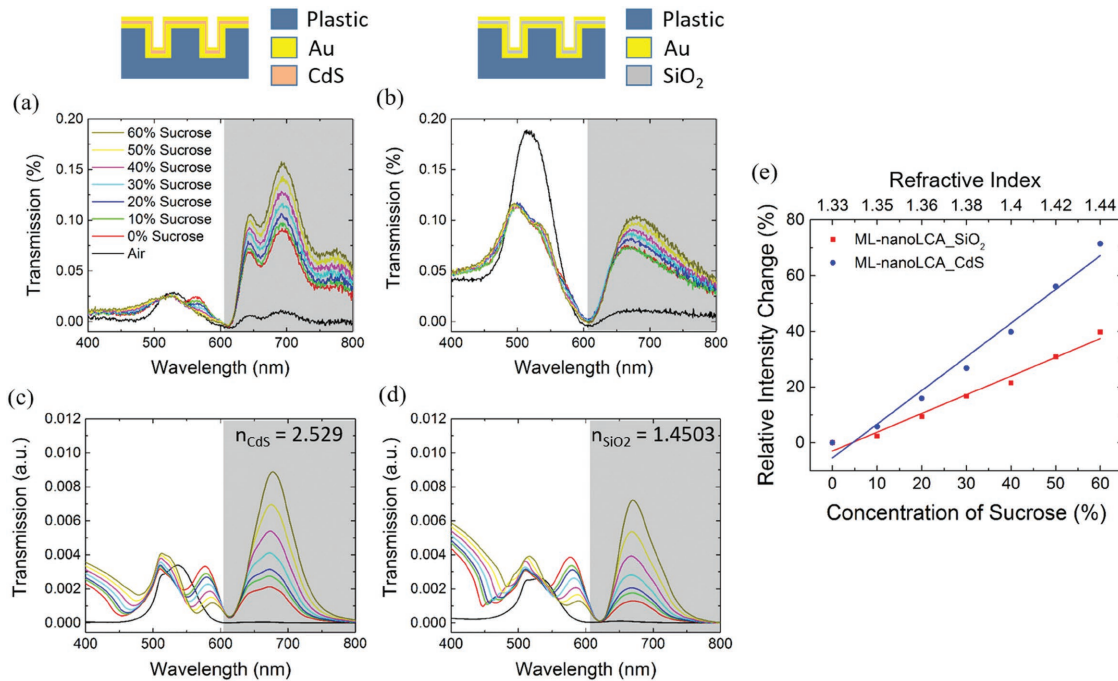 Plastic
Au
CdS
Plastic
Au
SiO₂
(a)
0.20
0.15
0.10
0.05
0.00
Transmission (%)
60% Sucrose
50% Sucrose
40% Sucrose
30% Sucrose
20% Sucrose
10% Sucrose
0% Sucrose
Air
400 500 600 700 800
Wavelength (nm)
(b)
0.20
0.15
0.10
0.05
0.00
Transmission (%)
400 500 600 700 800
Wavelength (nm)
(c)
0.012
0.010
0.008
0.006
0.004
0.002
0.000
Transmission (a.u.)
nCdS = 2.529
400 500 600 700 800
Wavelength (nm)
(d)
0.012
0.010
0.008
0.006
0.004
0.002
0.000
Transmission (a.u.)
nSiO2 = 1.4503
400 500 600 700 800
Wavelength (nm)
(e)
Refractive Index
1.33 1.35 1.36 1.38 1.4 1.42 1.44
80
60
40
20
0
Relative Intensity Change (%)
ML-nanoLCA_SiO₂
ML-nanoLCA_CdS
0 10 20 30 40 50 60
Concentration of Sucrose (%)